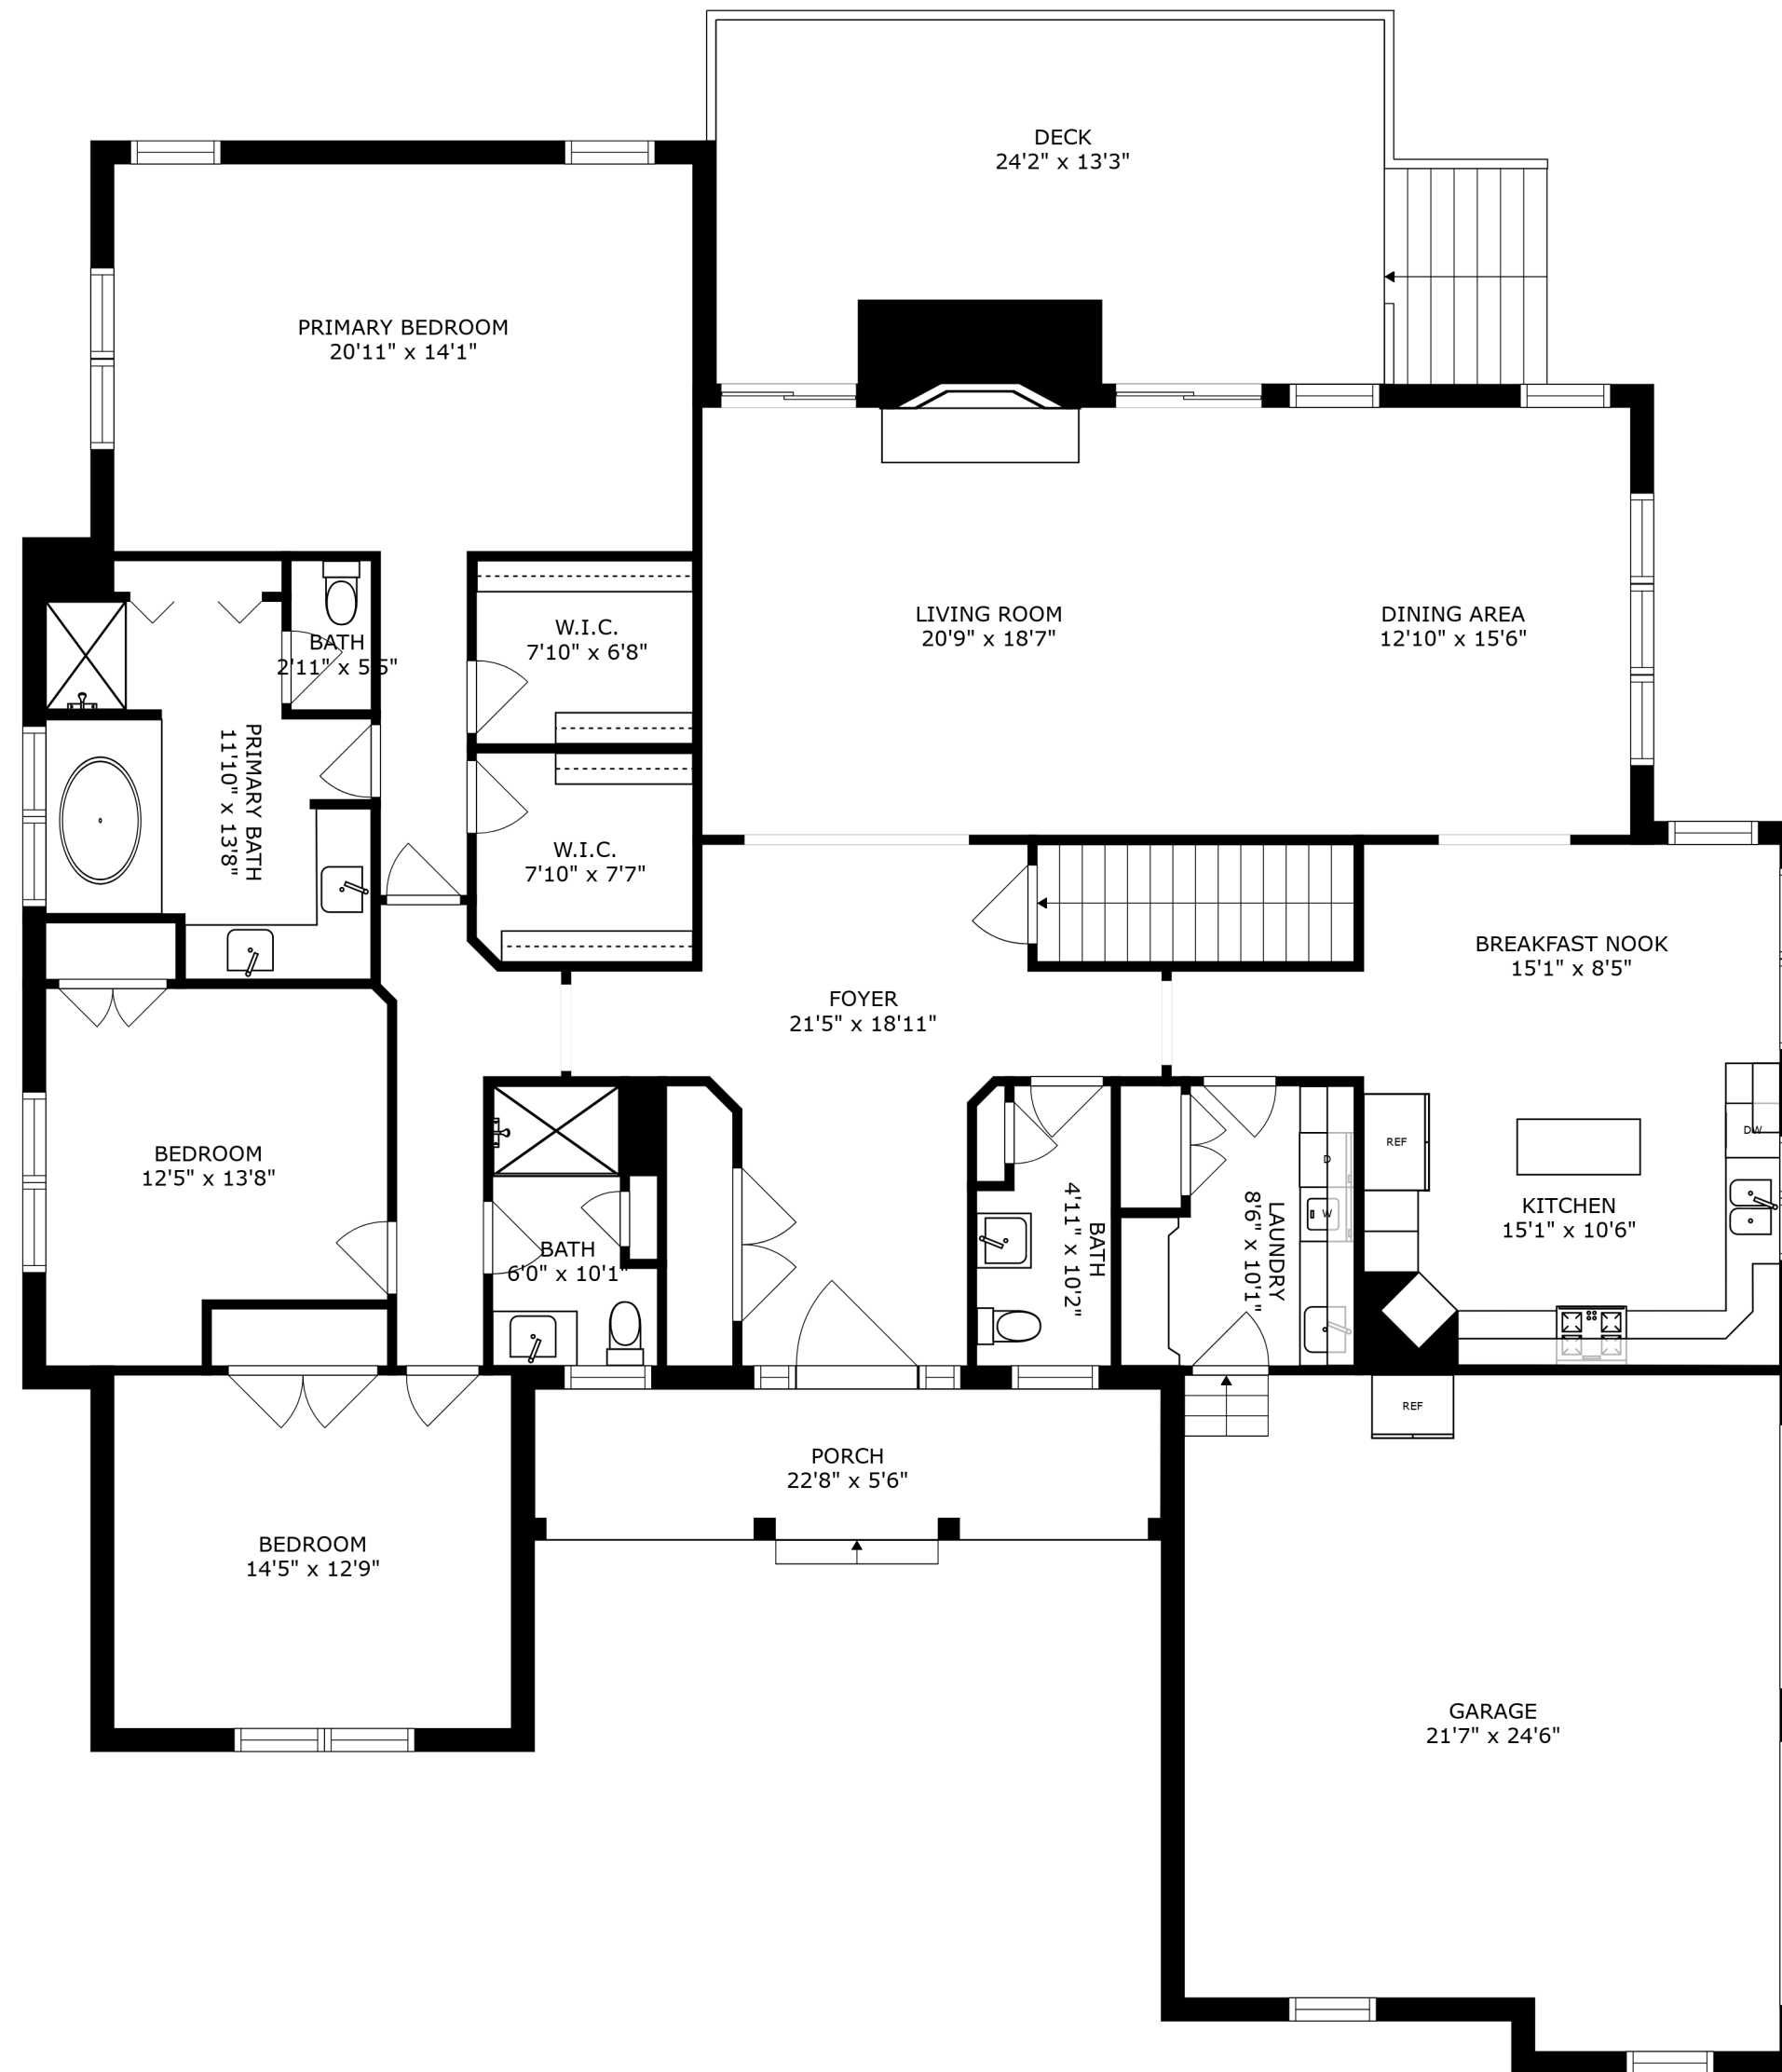 DECK
24'2" x 13'3"
PRIMARY BEDROOM
20'11" x 14'1"
BATH
2'11" x 5'5"
W.I.C.
7'10" x 6'8"
LIVING ROOM
20'9" x 18'7"
DINING AREA
12'10" x 15'6"
PRIMARY BATH
11'10" x 13'8"
W.I.C.
7'10" x 7'7"
BREAKFAST NOOK
15'1" x 8'5"
FOYER
21'5" x 18'11"
BEDROOM
12'5" x 13'8"
BATH
6'0" x 10'1"
BATH
4'11" x 10'2"
LAUNDRY
8'6" x 10'1"
D
W
REF
DW
KITCHEN
15'1" x 10'6"
REF
PORCH
22'8" x 5'6"
BEDROOM
14'5" x 12'9"
GARAGE
21'7" x 24'6"